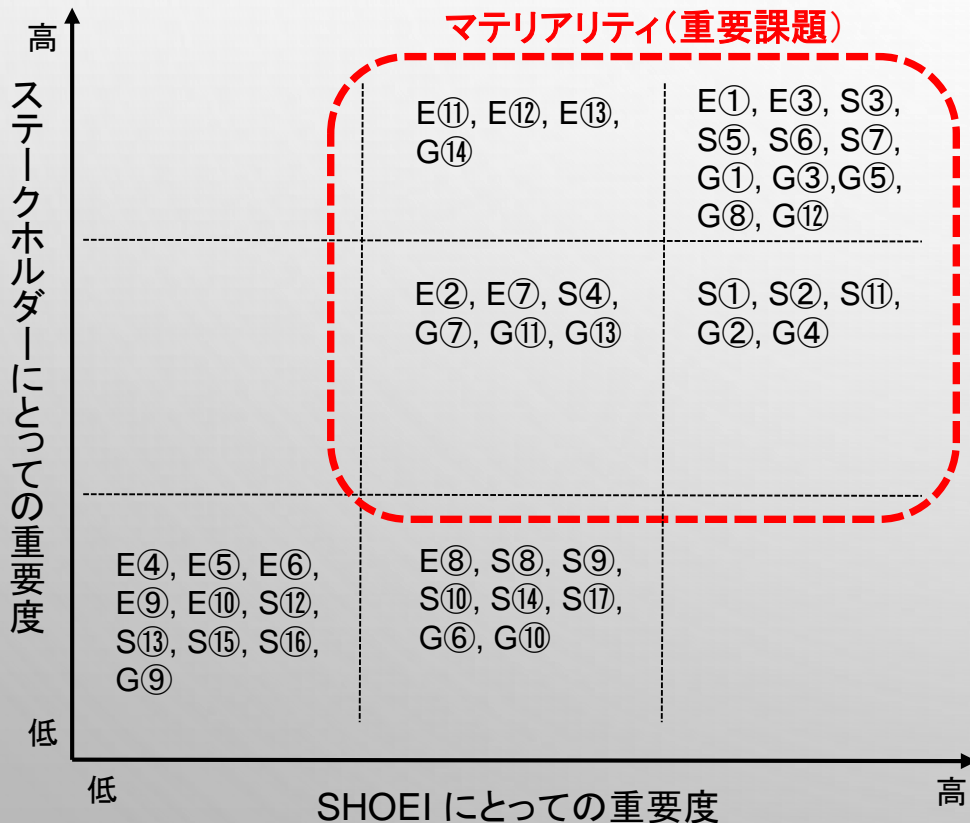 マテリアリティ(重要課題)
高
ステークホルダーにとっての重要度
E⑪, E⑫, E⑬,
G⑭
E①, E③, S③,
S⑤, S⑥, S⑦,
G①, G③,G⑤,
G⑧, G⑫
E②, E⑦, S④,
G⑦, G⑪, G⑬
S①, S②, S⑪,
G②, G④
E④, E⑤, E⑥,
E⑨, E⑩, S⑫,
S⑬, S⑮, S⑯,
G⑨
E⑧, S⑧, S⑨,
S⑩, S⑭, S⑰,
G⑥, G⑩
低
低
SHOEI にとっての重要度
高